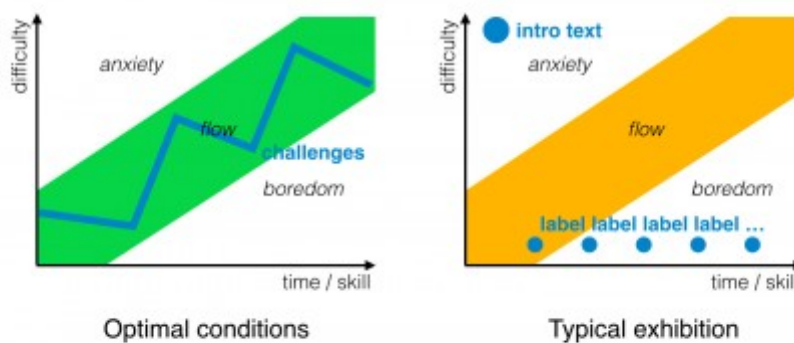 difficulty
anxiety
flow
challenges
boredom
time / skill
Optimal conditions
difficulty
intro text
anxiety
flow
boredom
label label label label ...
time / skill
Typical exhibition